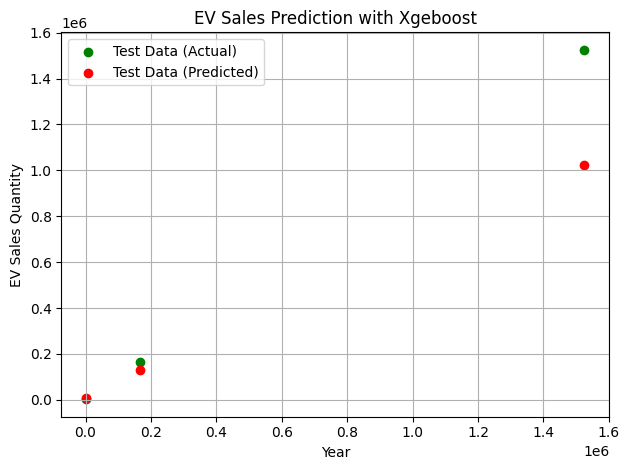 EV Sales Prediction with Xgeboost
1e6
Test Data (Actual)
Test Data (Predicted)
1.6
1.4
1.2
1.0
0.8
0.6
0.4
0.2
0.0
EV Sales Quantity
0.0 0.2 0.4 0.6 0.8 1.0 1.2 1.4 1.6
1e6
Year